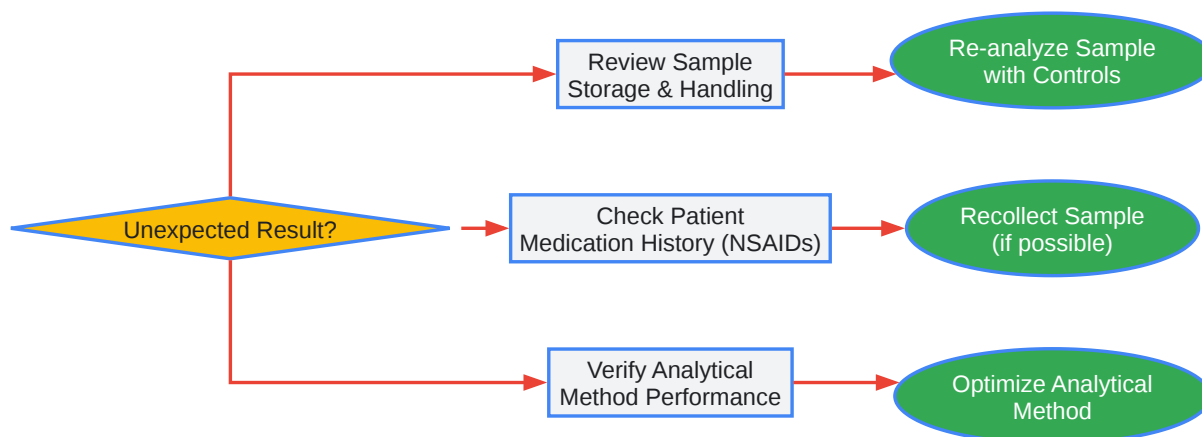 Review Sample
Storage & Handling
Re-analyze Sample
with Controls
Unexpected Result?
Check Patient
Medication History (NSAIDs)
Recollect Sample
(if possible)
Verify Analytical
Method Performance
Optimize Analytical
Method